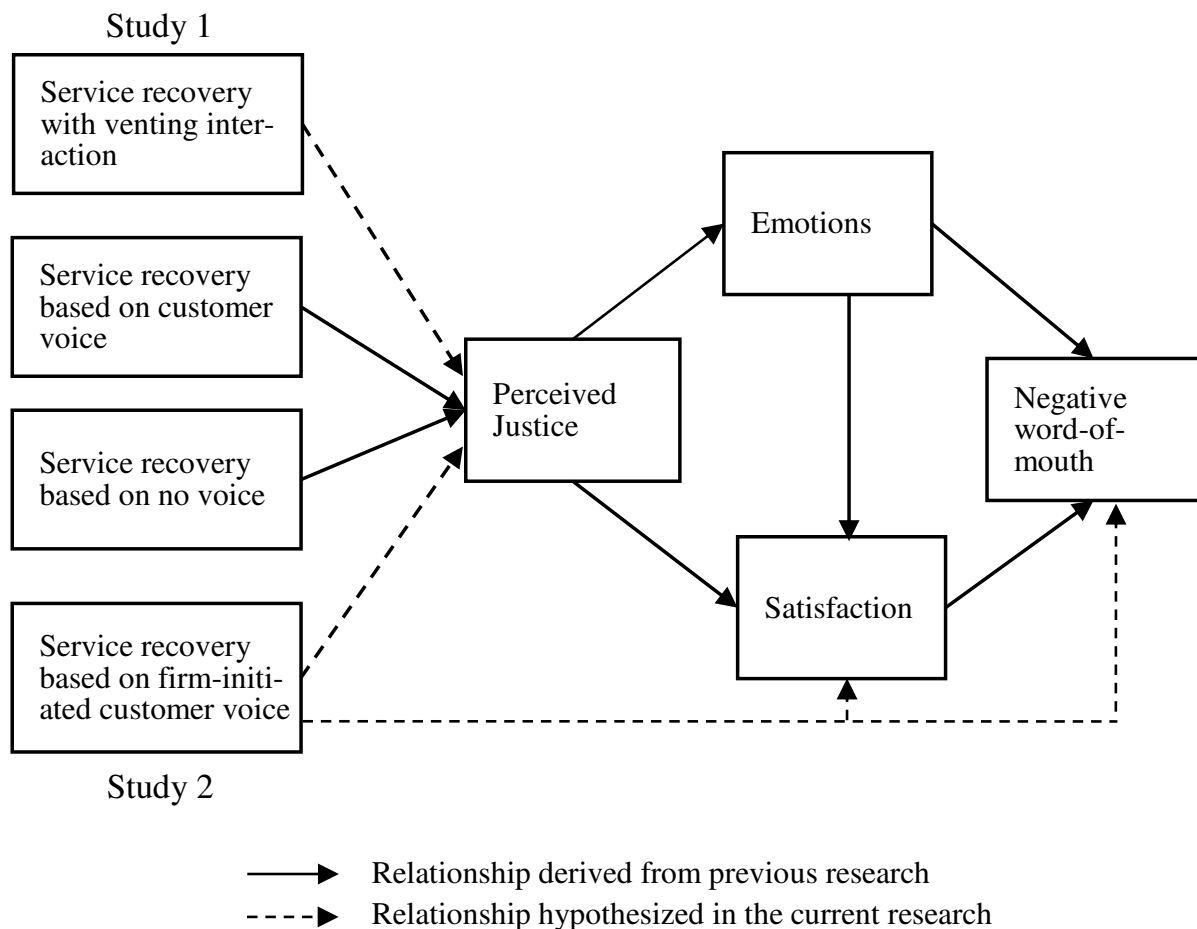 Study 1
Service recovery
with venting inter-
action
Service recovery
based on customer
voice
Service recovery
based on no voice
Service recovery
based on firm-initi-
ated customer voice
Study 2
Perceived
Justice
Emotions
Satisfaction
Negative
word-of-
mouth
Relationship derived from previous research
Relationship hypothesized in the current research